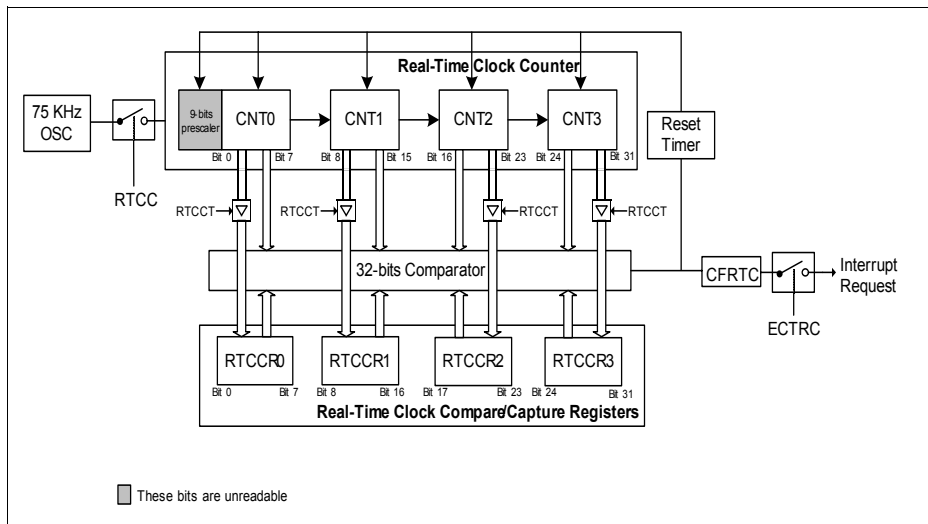 Real-Time Clock Counter
75 KHz
OSC
9-bits
prescaler
CNT0
CNT1
CNT2
CNT3
Reset
Timer
Bit 0
Bit 7
Bit 8
Bit 15
Bit 16
Bit 23
Bit 24
Bit 31
RTCC
RTCCT
RTCCT
RTCCT
RTCCT
32-bits Comparator
CFRTC
Interrupt
Request
ECTRC
RTCCR0
RTCCR1
RTCCR2
RTCCR3
Bit 0
Bit 7
Bit 8
Bit 16
Bit 17
Bit 23
Bit 24
Bit 31
Real-Time Clock Compare/Capture Registers
These bits are unreadable